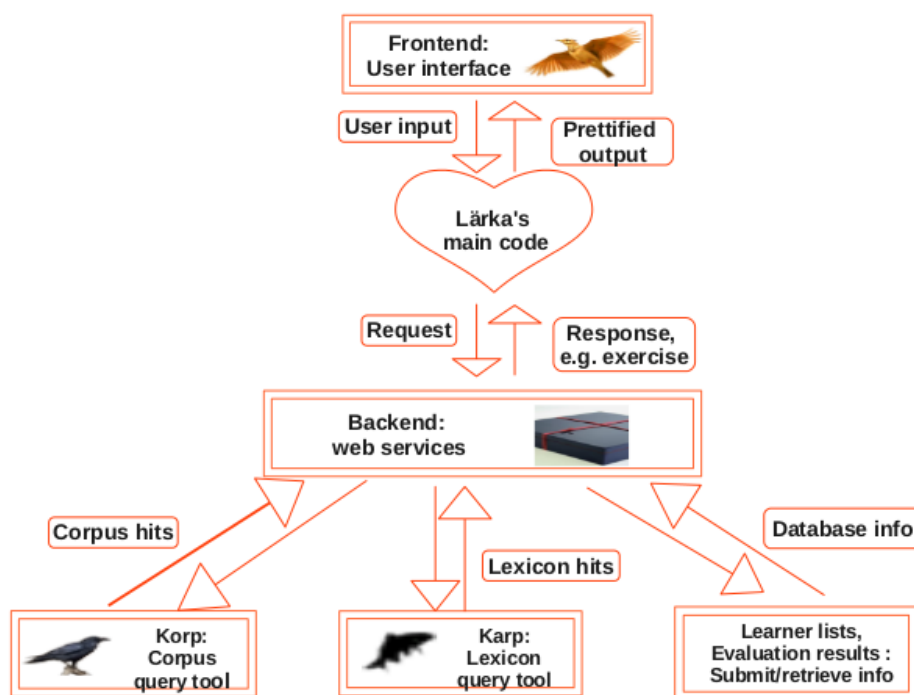 Frontend:
User interface
User input
Prettified
output
Lärka's
main code
Request
Response,
e.g. exercise
Backend:
web services
Corpus hits
Lexicon hits
Database info
Korp:
Corpus
query tool
Karp:
Lexicon
query tool
Learner lists,
Evaluation results :
Submit/retrieve info